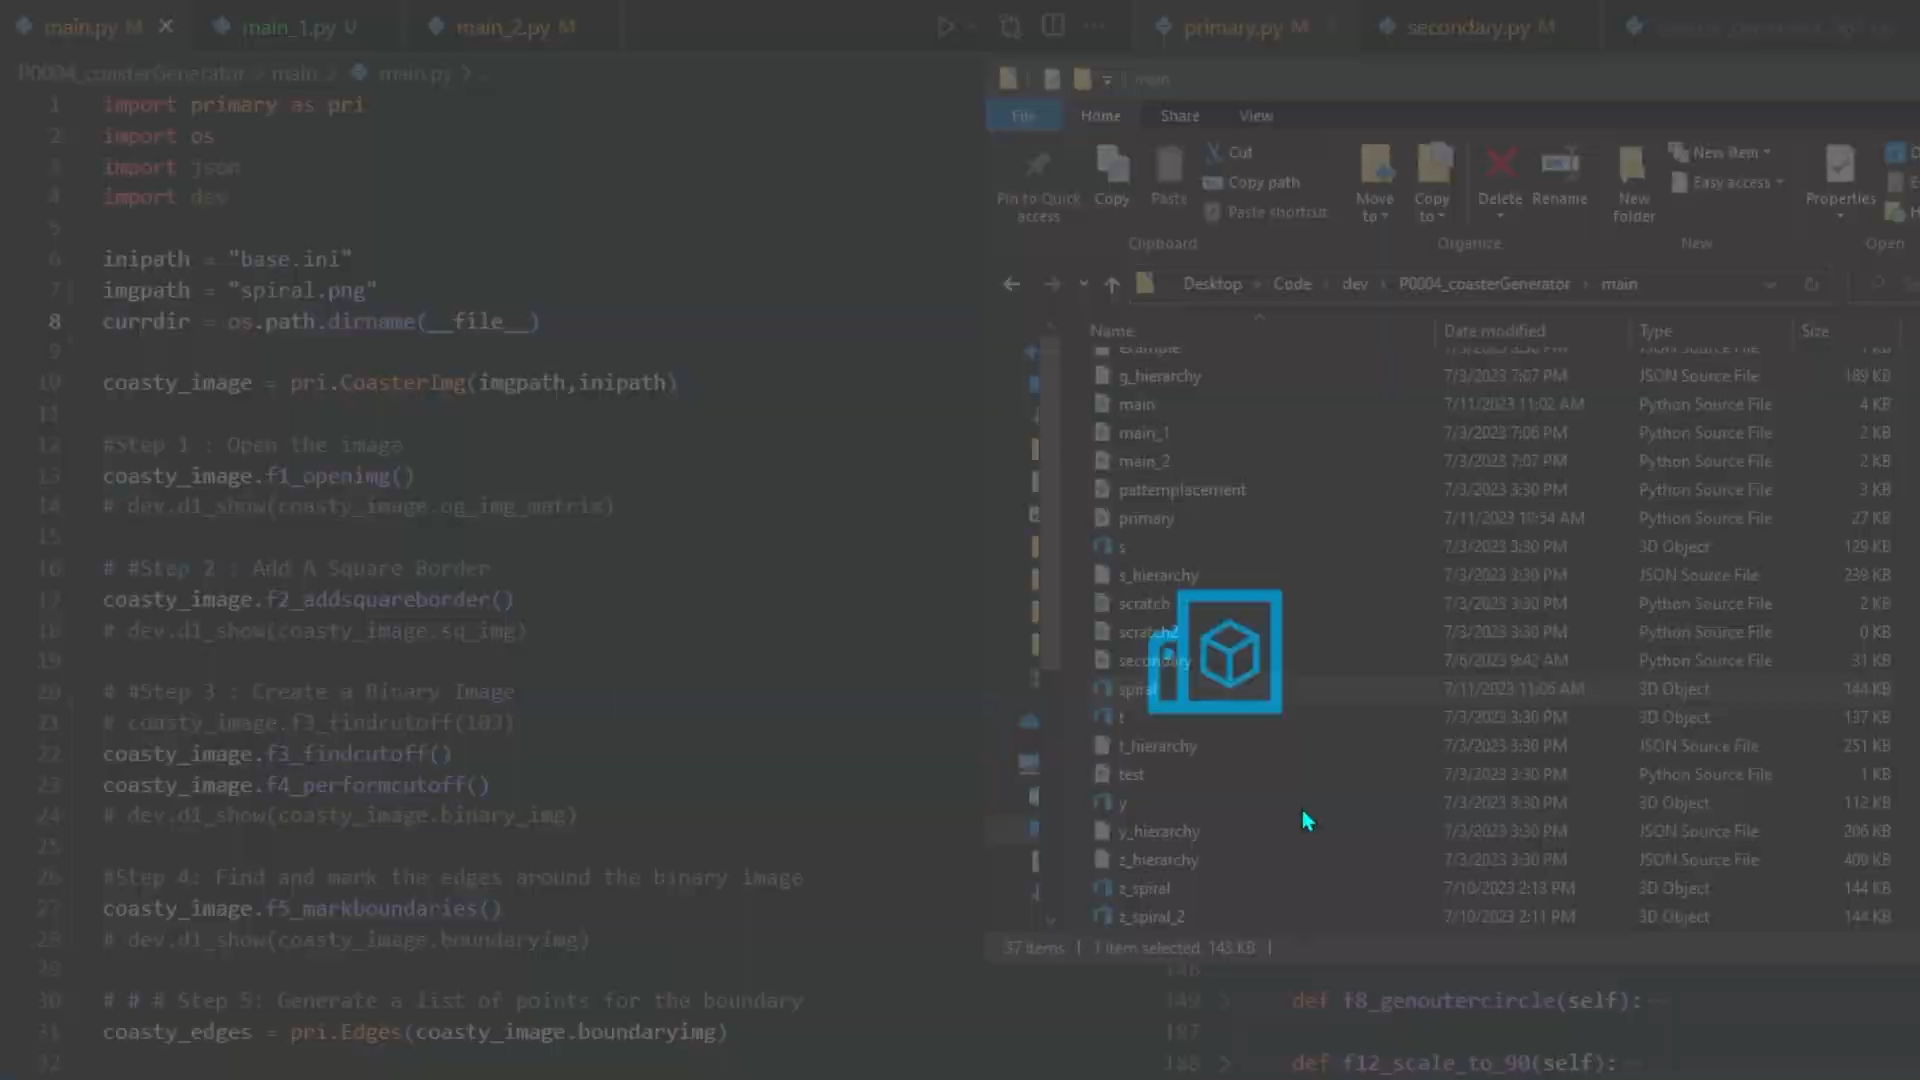 main.py M
main_1.py U
main_2.py M
primary.py M
secondary.py M
P0004_coasterGenerator > main > main.py >
1 import primary as pri
2 import os
3 import json
4 import dev
5
6 inipath = "base.ini"
7 imgpath = "spiral.png"
8 currdir = os.path.dirname(__file__)
9
10 coasty_image = pri.CoasterImg(imgpath,inipath)
11
12 #Step 1 : Open the image
13 coasty_image.f1_openimg()
14 # dev.d1_show(coasty_image.og_img_matrix)
15
16 # #Step 2 : Add A Square Border
17 coasty_image.f2_addsquareborder()
18 # dev.d1_show(coasty_image.sq_img)
19
20 # #Step 3 : Create a Binary Image
21 # coasty_image.f3_findcutoff(103)
22 coasty_image.f3_findcutoff()
23 coasty_image.f4_performcutoff()
24 # dev.d1_show(coasty_image.binary_img)
25
26 #Step 4: Find and mark the edges around the binary image
27 coasty_image.f5_markboundaries()
28 # dev.d1_show(coasty_image.boundaryimg)
29
30 # # # Step 5: Generate a list of points for the boundary
31 coasty_edges = pri.Edges(coasty_image.boundaryimg)
32
main
File Home Share View
Pin to Quick access
Copy
Paste
Cut
Copy path
Paste shortcut
Move to
Copy to
Delete
Rename
New folder
New item
Easy access
Properties
Clipboard Organize New Open
Desktop > Code > dev > P0004_coasterGenerator > main
Name Date modified Type Size
example 7/3/2023 3:30 PM JSON Source File 1 KB
g_hierarchy 7/3/2023 7:07 PM JSON Source File 189 KB
main 7/11/2023 11:02 AM Python Source File 4 KB
main_1 7/3/2023 7:06 PM Python Source File 2 KB
main_2 7/3/2023 7:07 PM Python Source File 2 KB
patternplacement 7/3/2023 3:30 PM Python Source File 3 KB
primary 7/11/2023 10:54 AM Python Source File 27 KB
s 7/3/2023 3:30 PM 3D Object 129 KB
s_hierarchy 7/3/2023 3:30 PM JSON Source File 239 KB
scratch 7/3/2023 3:30 PM Python Source File 2 KB
scratch2 7/3/2023 3:30 PM Python Source File 0 KB
secondary 7/6/2023 9:42 AM Python Source File 31 KB
spiral 7/11/2023 11:06 AM 3D Object 144 KB
t 7/3/2023 3:30 PM 3D Object 137 KB
t_hierarchy 7/3/2023 3:30 PM JSON Source File 251 KB
test 7/3/2023 3:30 PM Python Source File 1 KB
y 7/3/2023 3:30 PM 3D Object 112 KB
y_hierarchy 7/3/2023 3:30 PM JSON Source File 206 KB
z_hierarchy 7/3/2023 3:30 PM JSON Source File 409 KB
z_spiral 7/10/2023 2:13 PM 3D Object 144 KB
z_spiral_2 7/10/2023 2:11 PM 3D Object 144 KB
37 items | 1 item selected 143 KB |
149 > def f8_genoutercircle(self):
187
188 > def f12_scale_to_90(self):